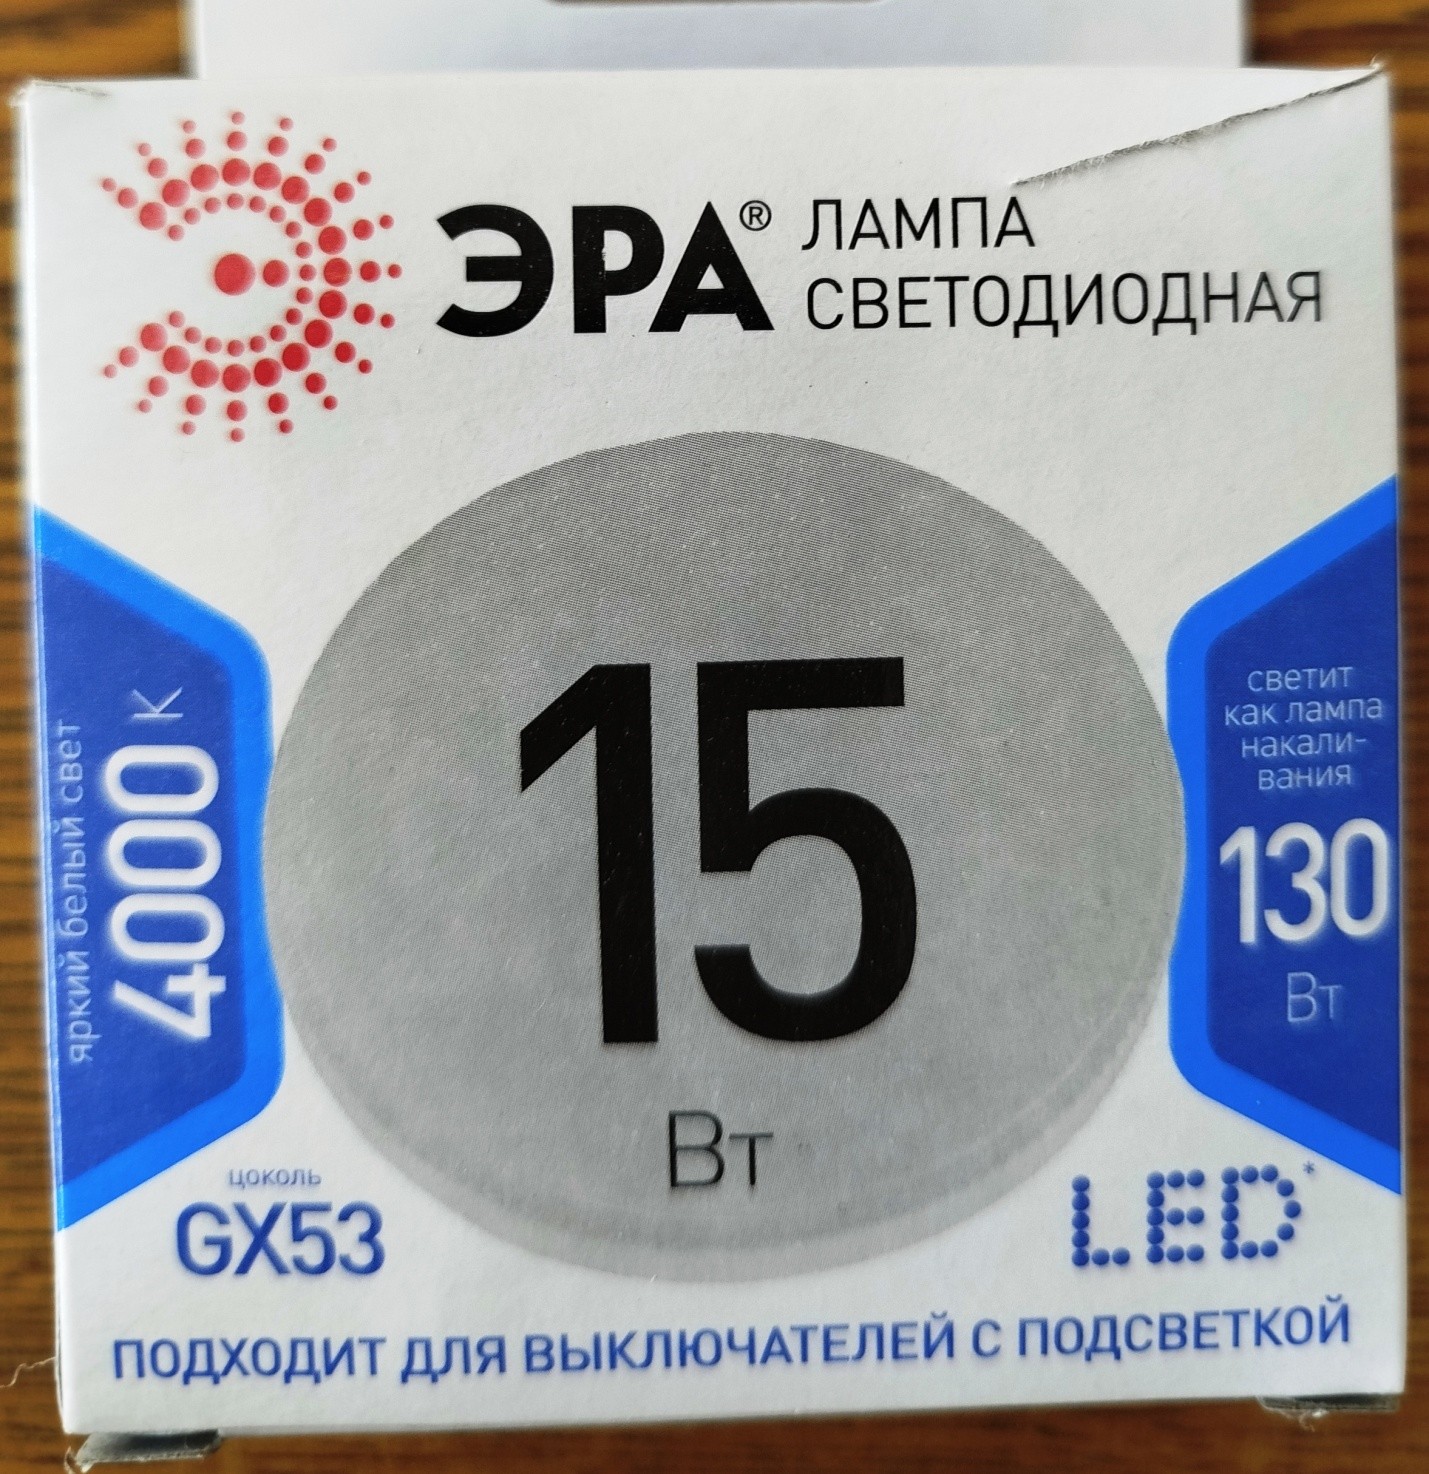 ЭРА® ЛАМПА
СВЕТОДИОДНАЯ
яркий белый свет
4000 К
15
Вт
светит
как лампа
накали-
вания
130
Вт
цоколь
GX53
LED*
ПОДХОДИТ ДЛЯ ВЫКЛЮЧАТЕЛЕЙ С ПОДСВЕТКОЙ